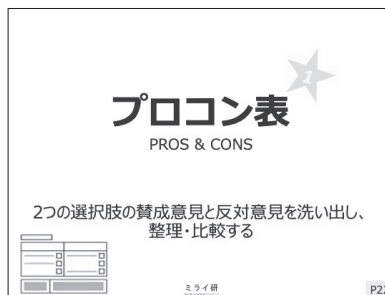 1
プロコン表
PROS & CONS
2つの選択肢の賛成意見と反対意見を洗い出し、
整理・比較する
ミライ研
P22